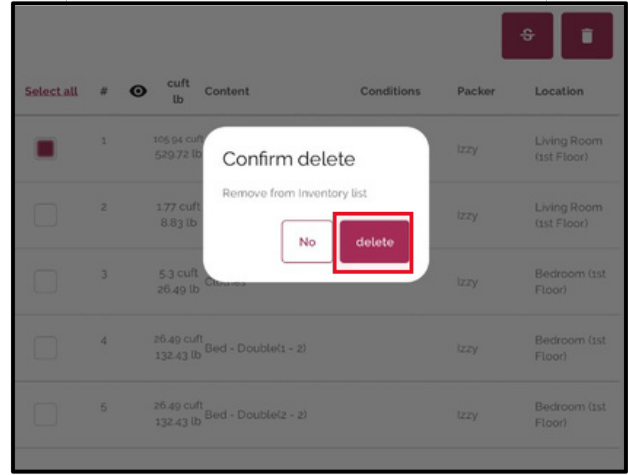 Select all # cuft lb Content Conditions Packer Location
1 105.94 cuft 529.72 lb Izzy Living Room (1st Floor)
Confirm delete
Remove from Inventory list
No delete
2 1.77 cuft 8.83 lb Izzy Living Room (1st Floor)
3 5.3 cuft 26.49 lb Clothes Izzy Bedroom (1st Floor)
4 26.49 cuft 132.43 lb Bed - Double(1 - 2) Izzy Bedroom (1st Floor)
5 26.49 cuft 132.43 lb Bed - Double(2 - 2) Izzy Bedroom (1st Floor)